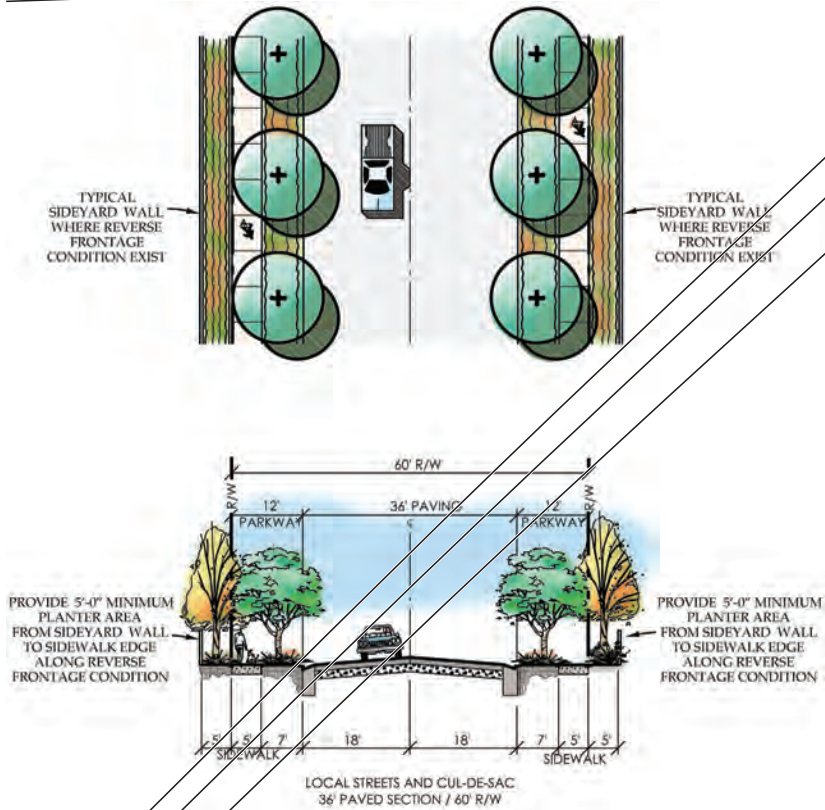 TYPICAL
SIDEYARD WALL
WHERE REVERSE
FRONTAGE
CONDITION EXIST
TYPICAL
SIDEYARD WALL
WHERE REVERSE
FRONTAGE
CONDITION EXIST
60' R/W
R/W
12'
PARKWAY
36' PAVING
12'
PARKWAY
R/W
PROVIDE 5'-0" MINIMUM
PLANTER AREA
FROM SIDEYARD WALL
TO SIDEWALK EDGE
ALONG REVERSE
FRONTAGE CONDITION
PROVIDE 5'-0" MINIMUM
PLANTER AREA
FROM SIDEYARD WALL
TO SIDEWALK EDGE
ALONG REVERSE
FRONTAGE CONDITION
5' 5' 7' 18' 18 7' 5' 5'
SIDEWALK SIDEWALK
LOCAL STREETS AND CUL-DE-SAC
36' PAVED SECTION / 60' R/W